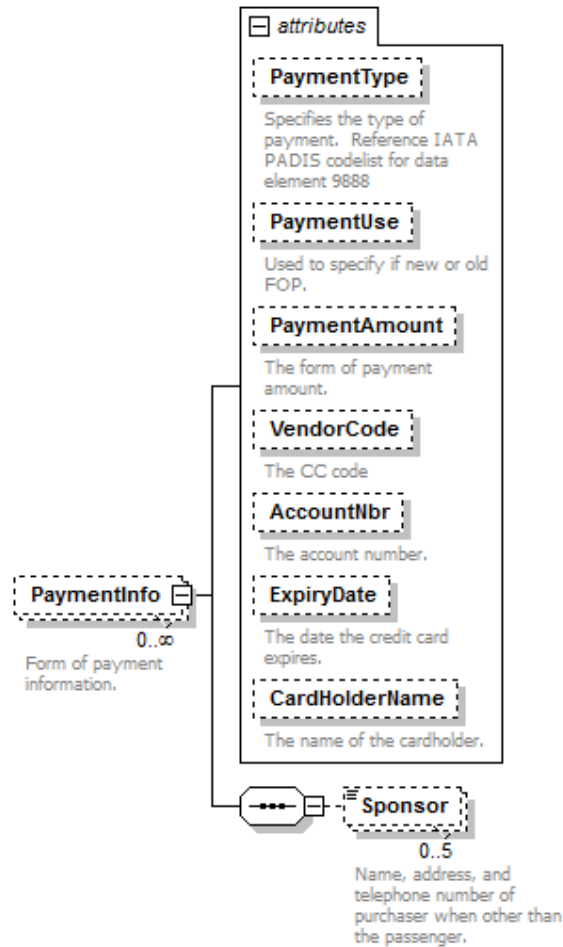 attributes
PaymentType
Specifies the type of
payment.  Reference IATA
PADIS codelist for data
element 9888
PaymentUse
Used to specify if new or old
FOP.
PaymentAmount
The form of payment
amount.
VendorCode
The CC code
AccountNbr
The account number.
ExpiryDate
The date the credit card
expires.
CardHolderName
The name of the cardholder.
PaymentInfo
0..∞
Form of payment
information.
Sponsor
0..5
Name, address, and
telephone number of
purchaser when other than
the passenger.